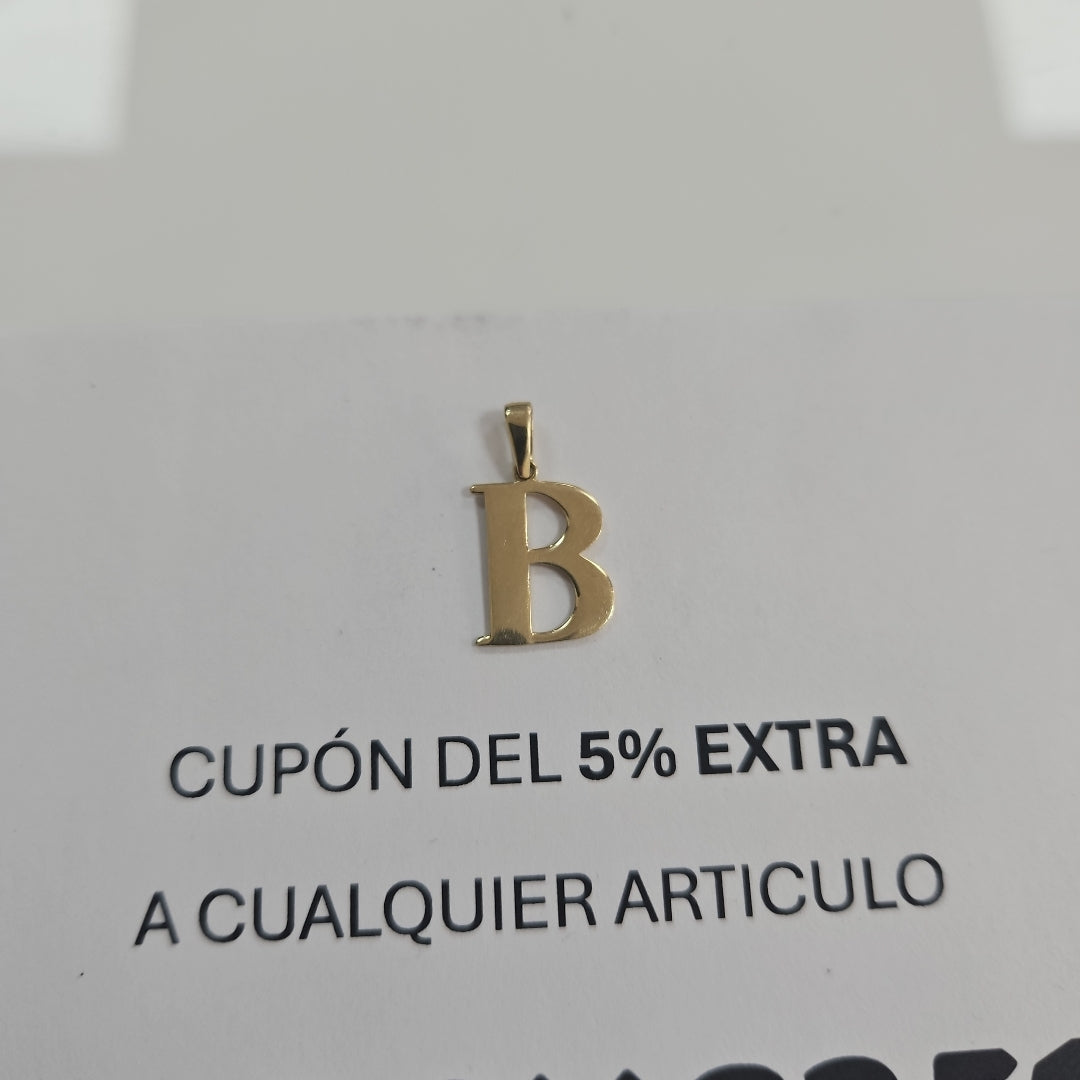 B
CUPÓN DEL 5% EXTRA
A CUALQUIER ARTICULO